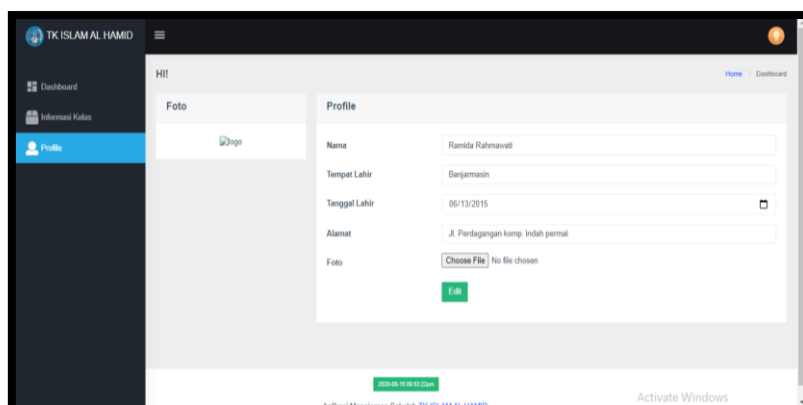 TK ISLAM AL HAMID
Dashboard
Informasi Kelas
Profile
HI!
Home > Dashboard
Foto
logo
Profile
Nama
Ramida Rahmawati
Tempat Lahir
Banjarmasin
Tanggal Lahir
06/13/2015
Alamat
Jl. Perdagangan komp. indah permai
Foto
Choose File No file chosen
Edit
Activate Windows